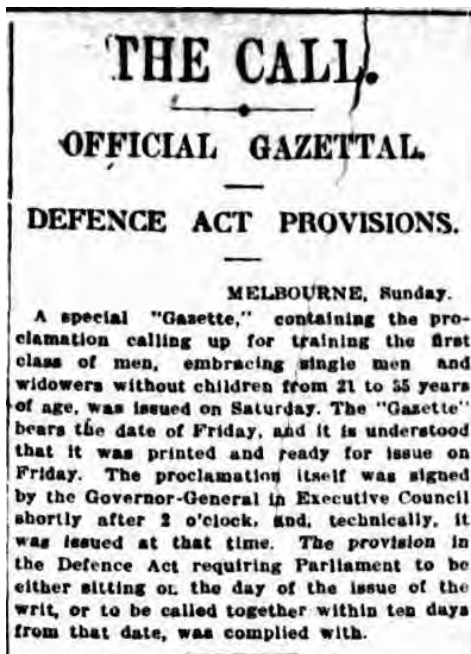 THE CALL.
OFFICIAL GAZETTAL.
DEFENCE ACT PROVISIONS.
MELBOURNE, Sunday.
A special "Gazette," containing the pro-
clamation calling up for training the first
class of men, embracing single men and
widowers without children from 21 to 35 years
of age, was issued on Saturday. The "Gazette"
bears the date of Friday, and it is understood
that it was printed and ready for issue on
Friday. The proclamation itself was signed
by the Governor-General in Executive Council
shortly after 2 o'clock, and, technically, it
was issued at that time. The provision in
the Defence Act requiring Parliament to be
either sitting on the day of the issue of the
writ, or to be called together within ten days
from that date, was complied with.